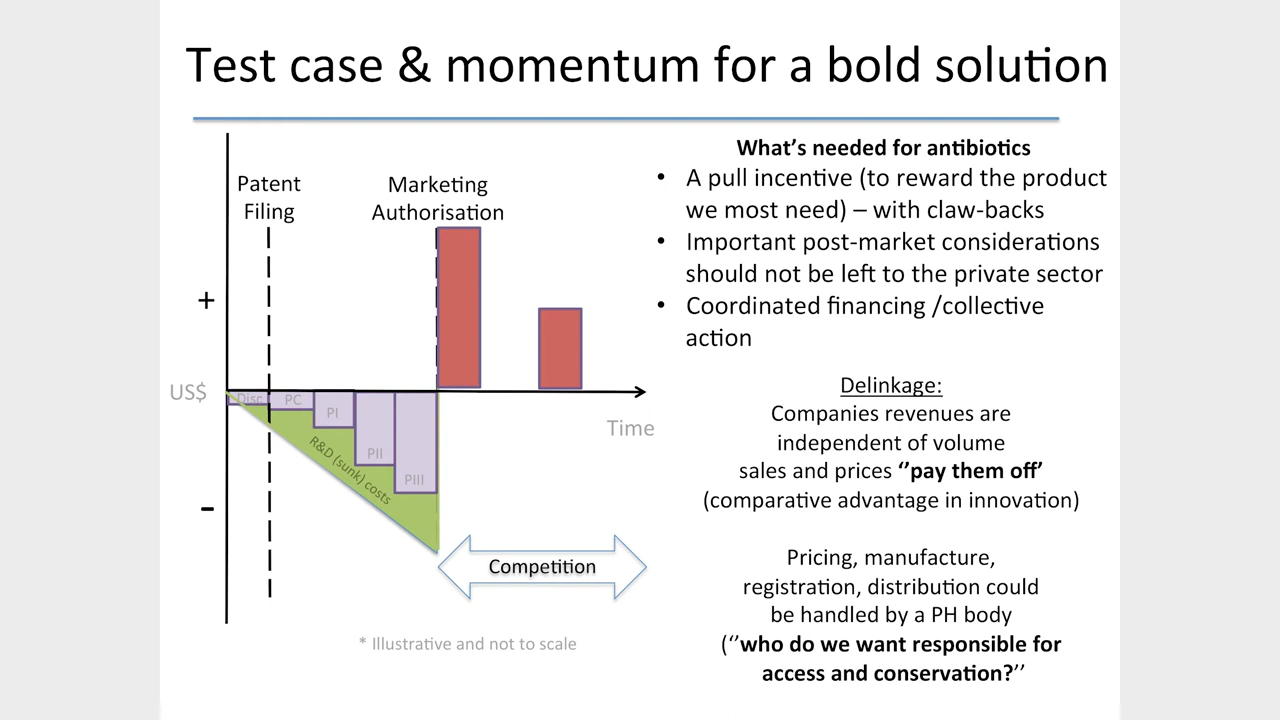 Test case & momentum for a bold solution
Patent
Filing
Marketing
Authorisation
+
US$
-
Time
Disc
PC
PI
PII
PIII
R&D (sunk) costs
Competition
* Illustrative and not to scale
What's needed for antibiotics
• A pull incentive (to reward the product
we most need) – with claw-backs
• Important post-market considerations
should not be left to the private sector
• Coordinated financing /collective
action
Delinkage:
Companies revenues are
independent of volume
sales and prices ‘’pay them off’
(comparative advantage in innovation)
Pricing, manufacture,
registration, distribution could
be handled by a PH body
(‘’who do we want responsible for
access and conservation?’’